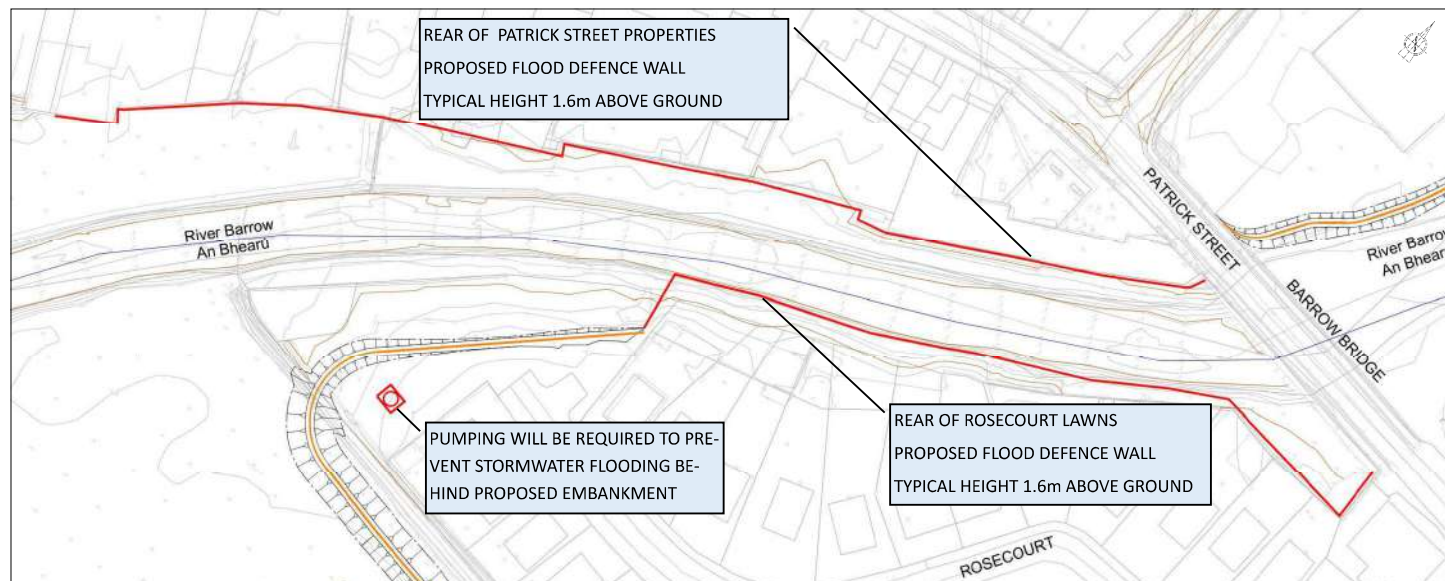 REAR OF PATRICK STREET PROPERTIES
PROPOSED FLOOD DEFENCE WALL
TYPICAL HEIGHT 1.6m ABOVE GROUND
PATRICK STREET
River Barrow
An Bhearú
River Barrow
An Bhearú
BARROW BRIDGE
PUMPING WILL BE REQUIRED TO PRE-
VENT STORMWATER FLOODING BE-
HIND PROPOSED EMBANKMENT
REAR OF ROSECOURT LAWNS
PROPOSED FLOOD DEFENCE WALL
TYPICAL HEIGHT 1.6m ABOVE GROUND
ROSECOURT